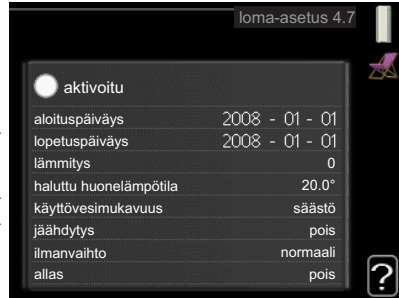 loma-asetus 4.7
aktivoitu
aloituspäiväys 2008 - 01 - 01
lopetuspäiväys 2008 - 01 - 01
lämmitys 0
haluttu huonelämpötila 20.0°
käyttövesimukavuus säästö
jäähdytys pois
ilmanvaihto normaali
allas pois
?